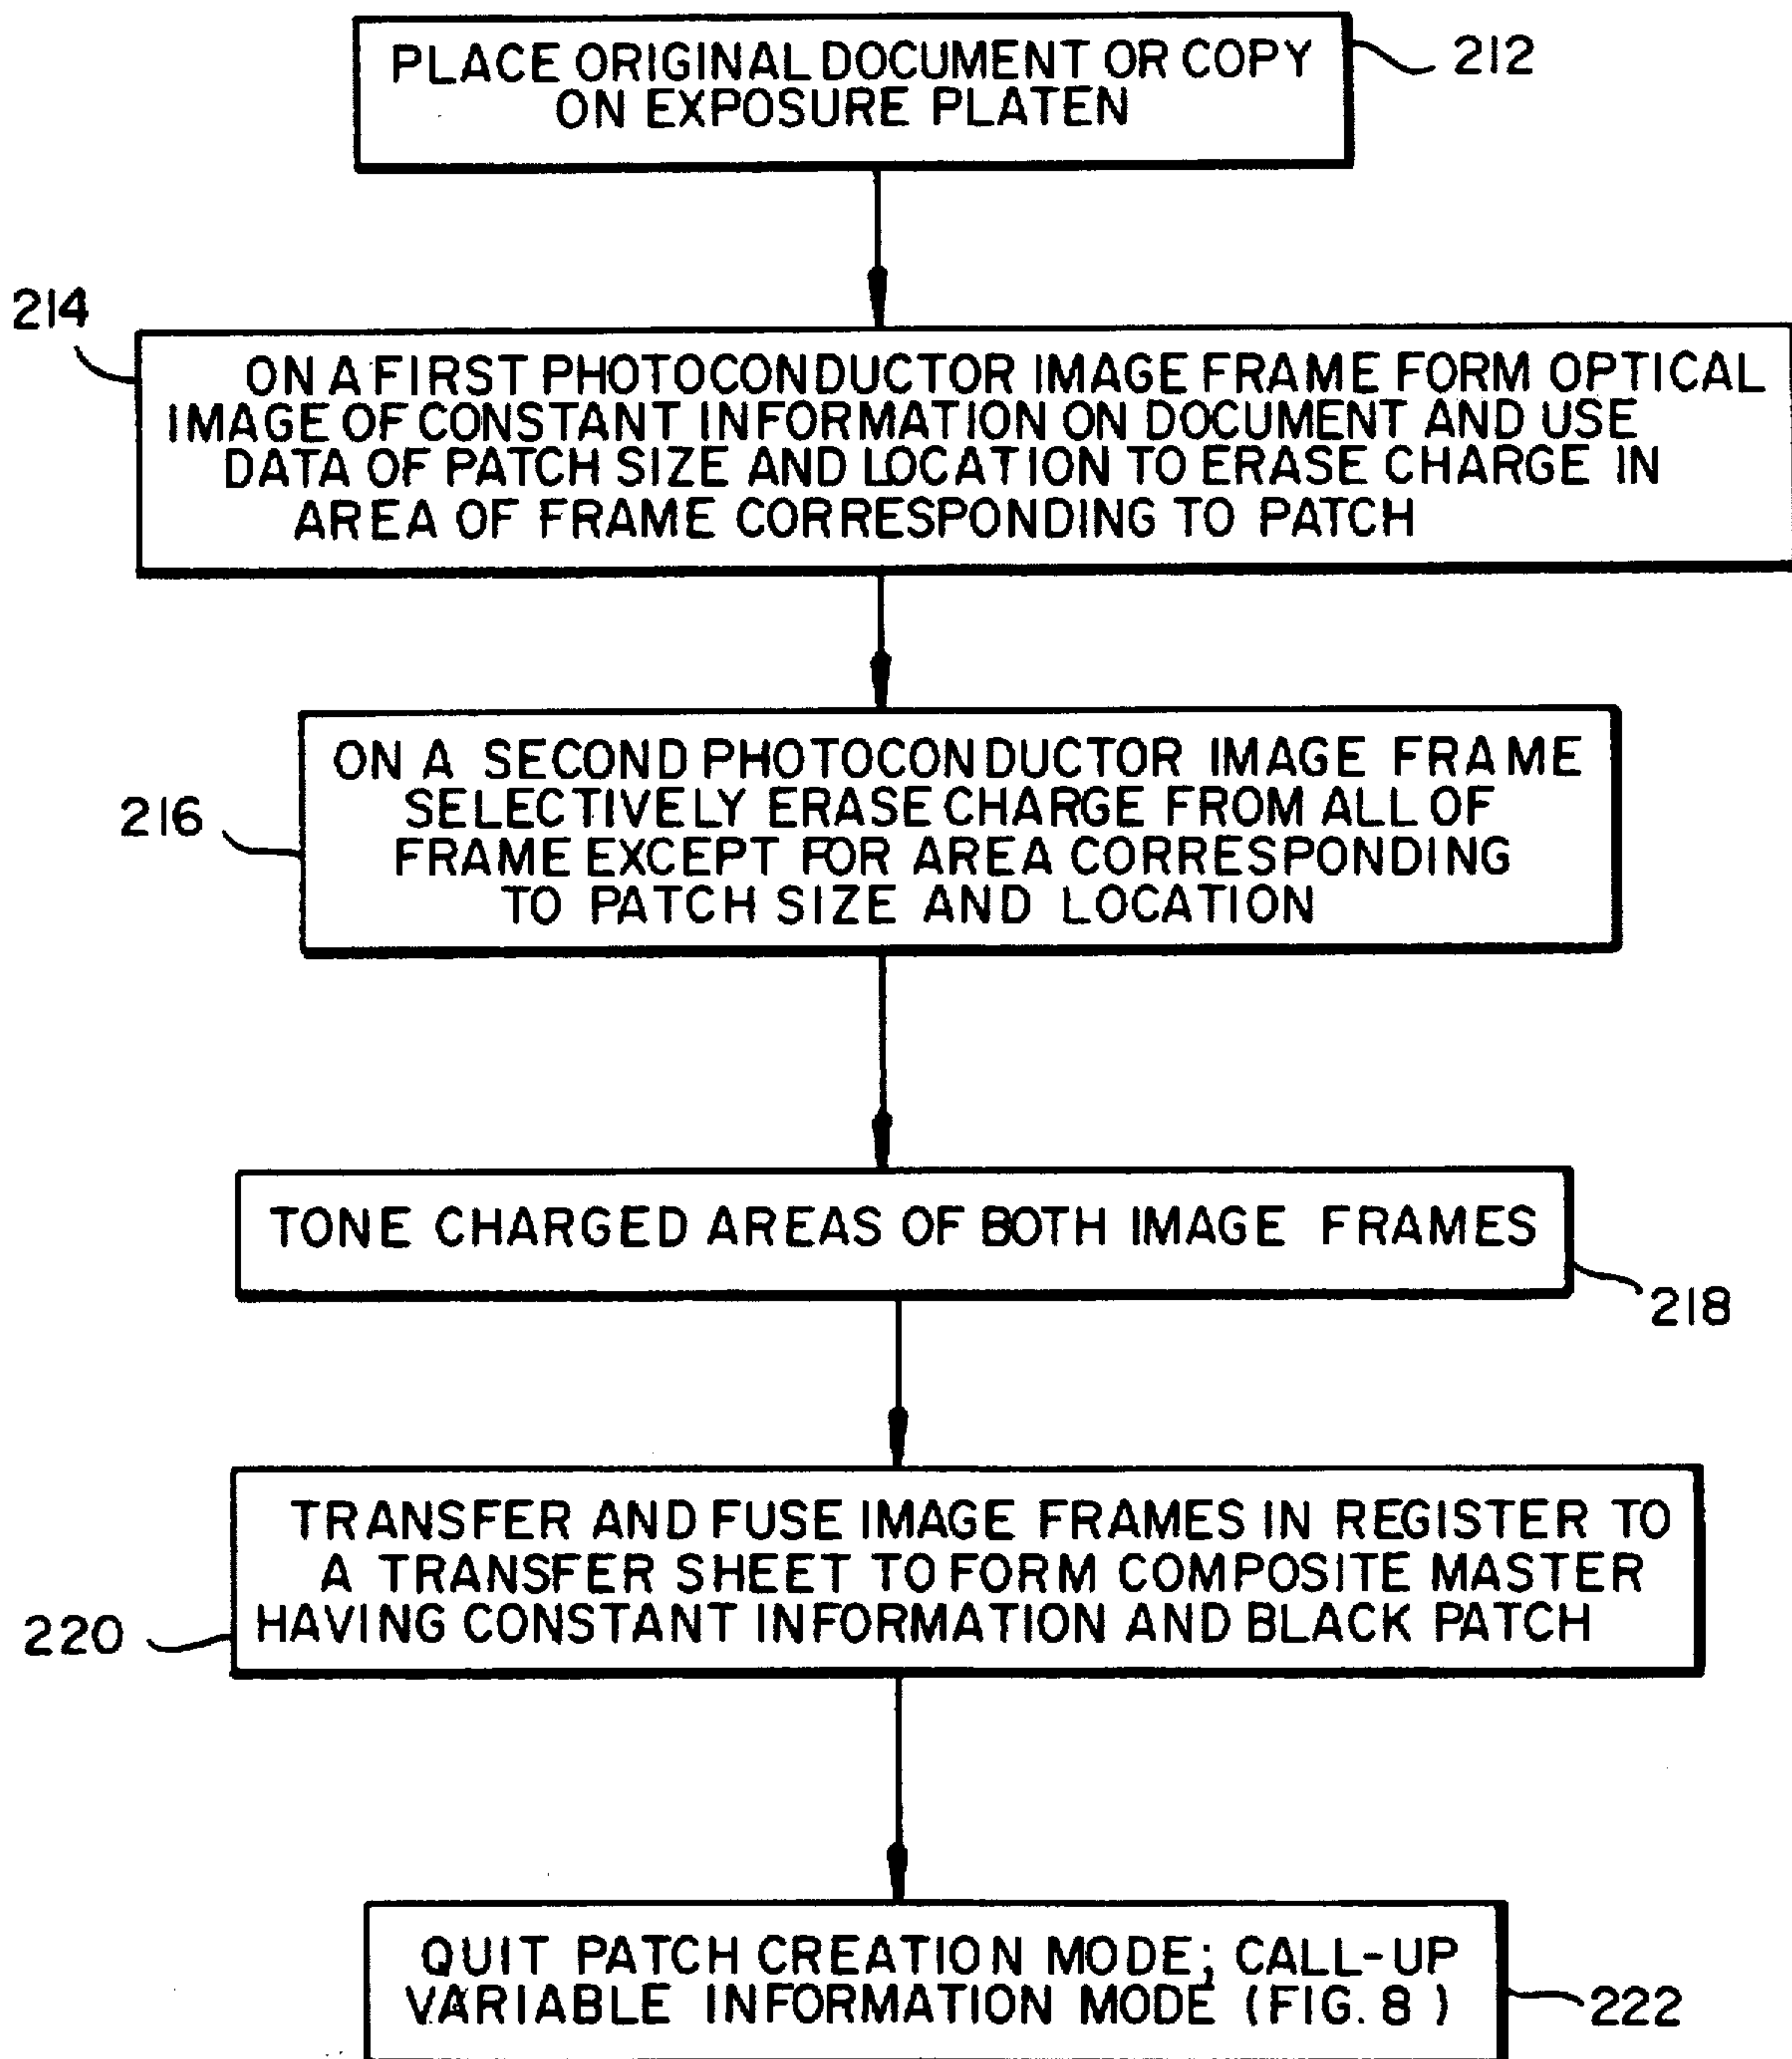 PLACE ORIGINAL DOCUMENT OR COPY
ON EXPOSURE PLATEN
212
214
ON A FIRST PHOTOCONDUCTOR IMAGE FRAME FORM OPTICAL
IMAGE OF CONSTANT INFORMATION ON DOCUMENT AND USE
DATA OF PATCH SIZE AND LOCATION TO ERASE CHARGE IN
AREA OF FRAME CORRESPONDING TO PATCH
216
ON A SECOND PHOTOCONDUCTOR IMAGE FRAME
SELECTIVELY ERASE CHARGE FROM ALL OF
FRAME EXCEPT FOR AREA CORRESPONDING
TO PATCH SIZE AND LOCATION
TONE CHARGED AREAS OF BOTH IMAGE FRAMES
218
TRANSFER AND FUSE IMAGE FRAMES IN REGISTER TO
A TRANSFER SHEET TO FORM COMPOSITE MASTER
HAVING CONSTANT INFORMATION AND BLACK PATCH
220
QUIT PATCH CREATION MODE; CALL-UP
VARIABLE INFORMATION MODE (FIG. 8)
222